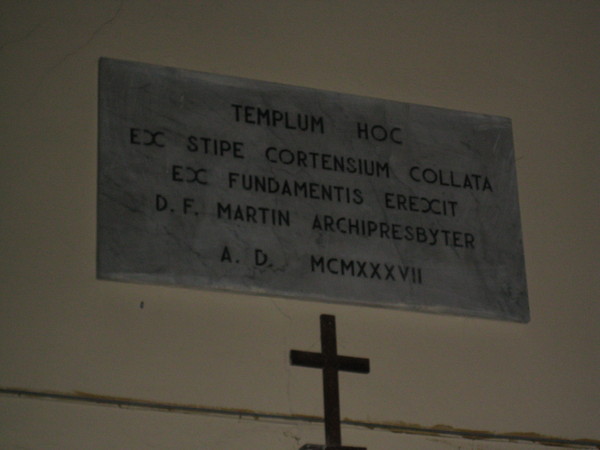 TEMPLUM HOC
EX STIPE CORTENSIUM COLLATA
EX FUNDAMENTIS EREXIT
D. F. MARTIN ARCHIPRESBYTER
A. D. MCMXXXVII